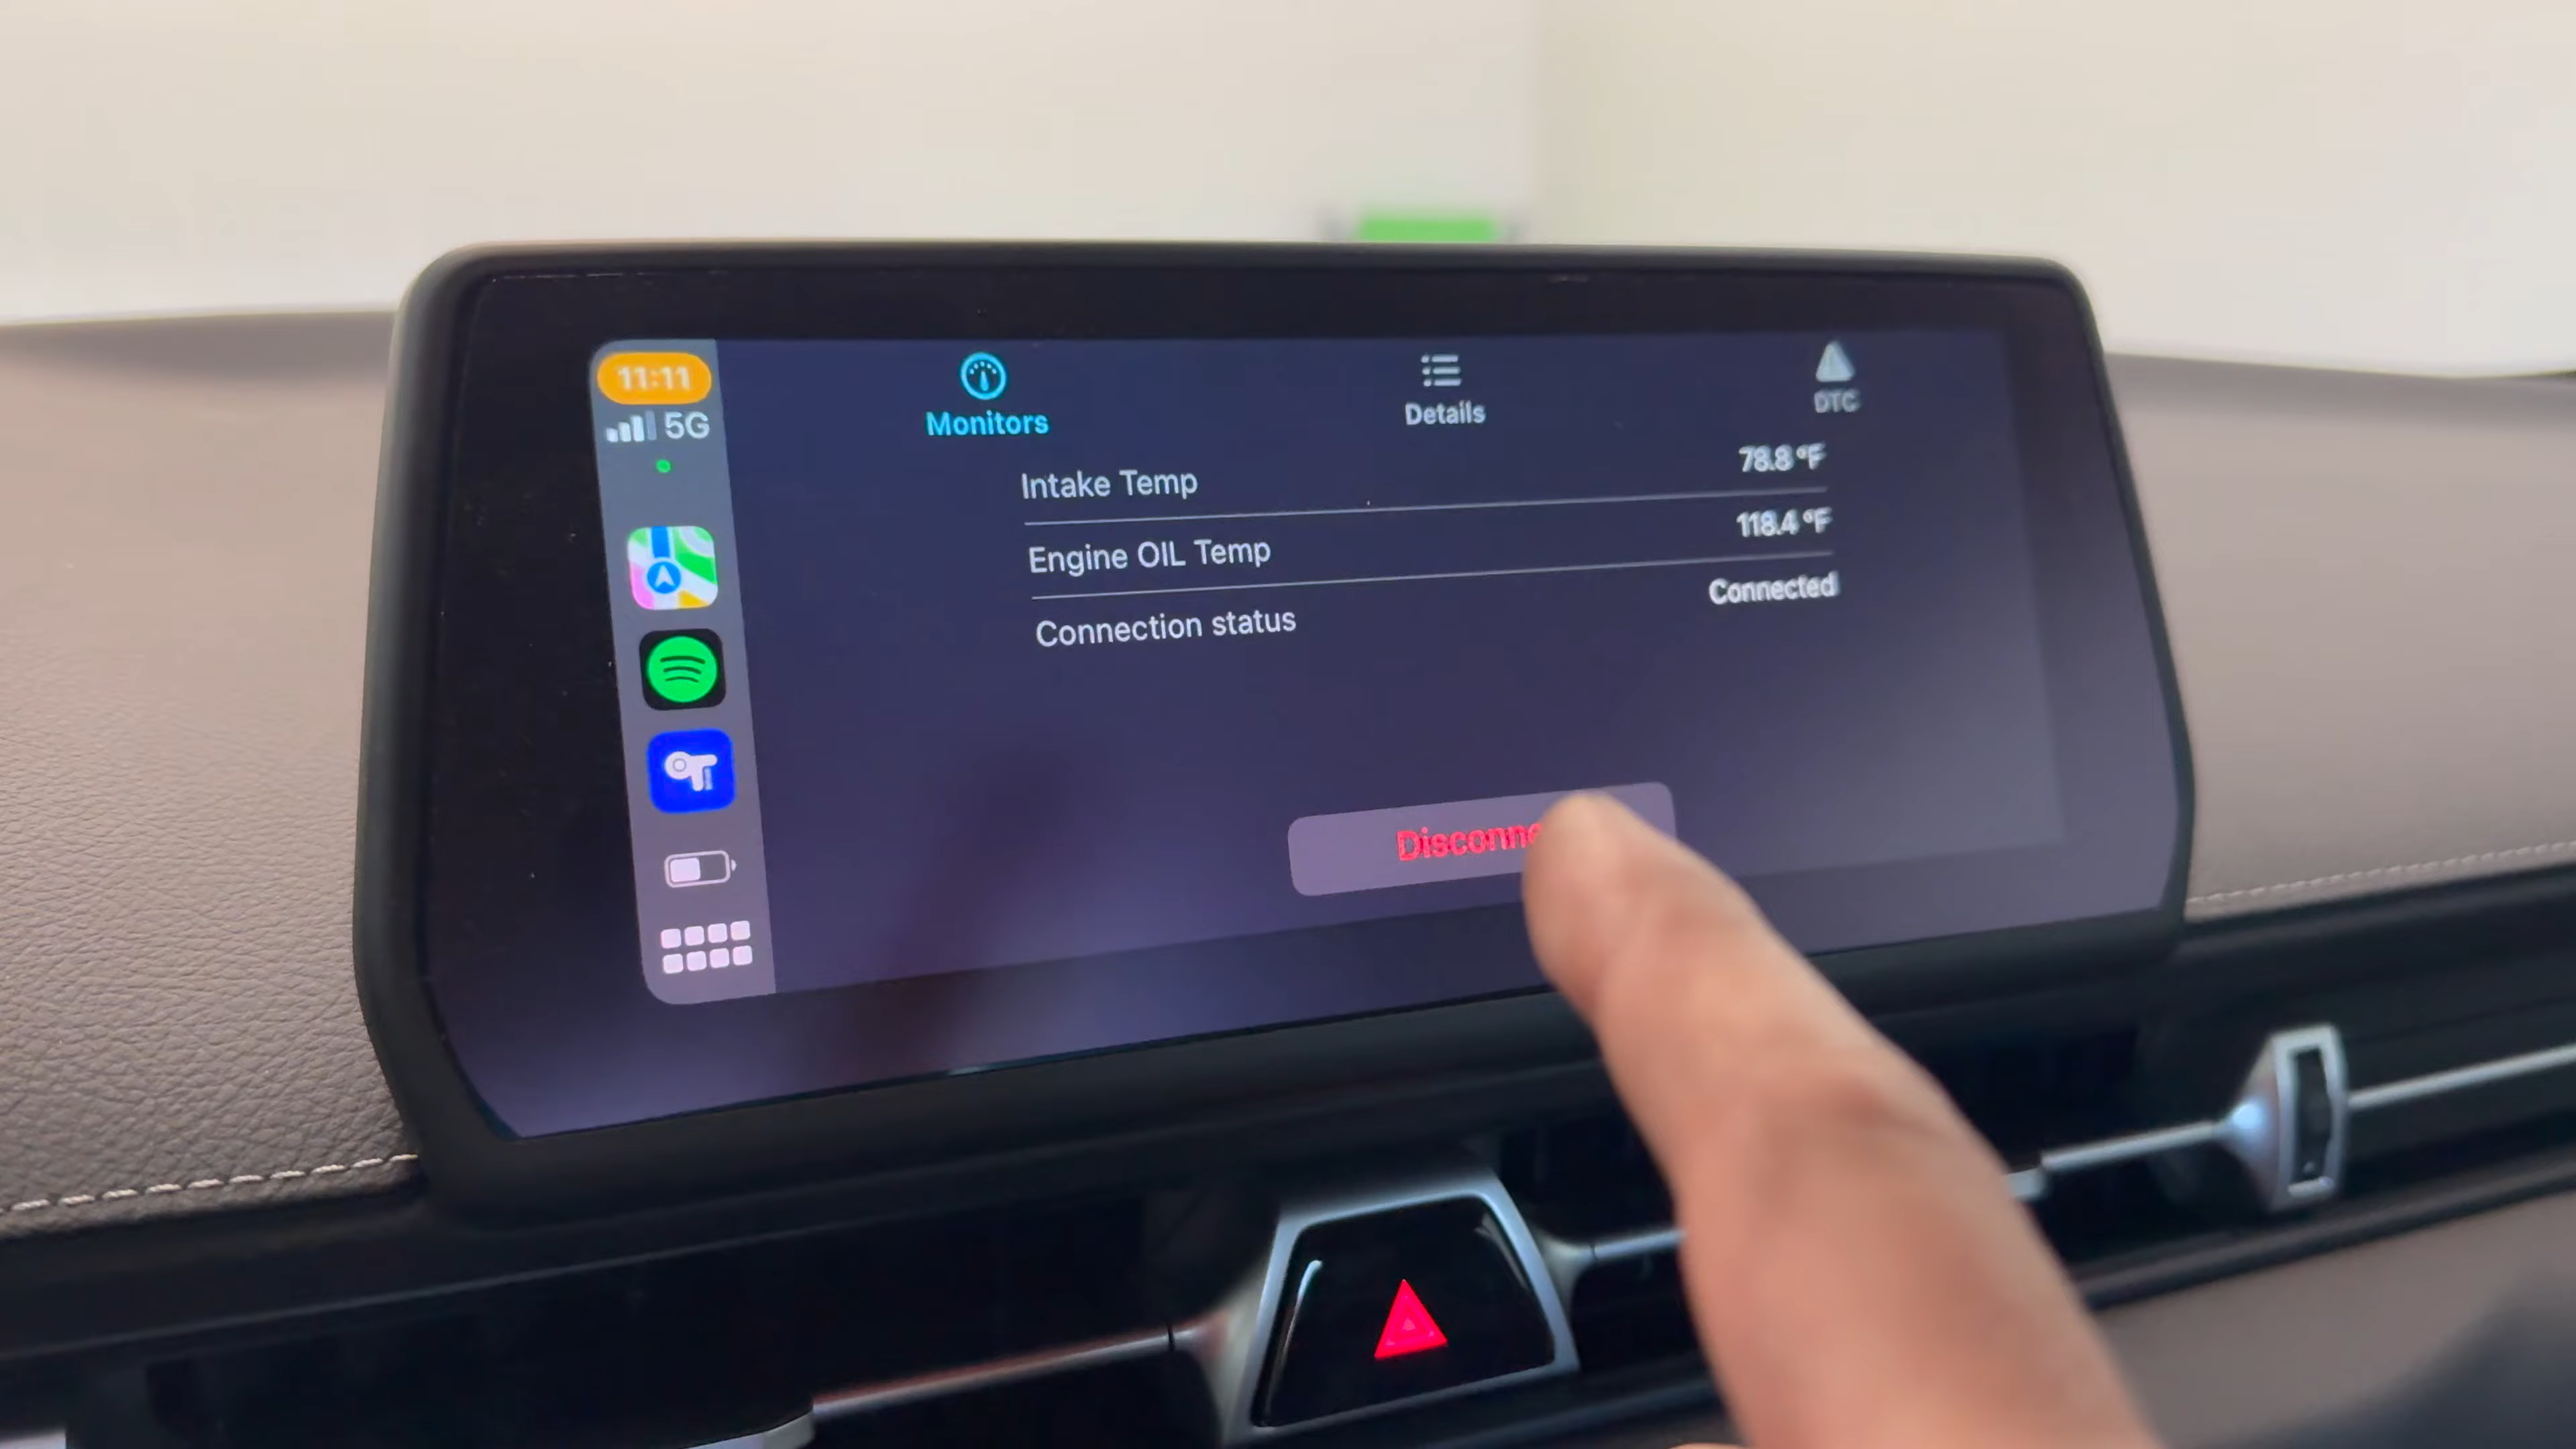 11:11
5G
Monitors
Details
DTC
Intake Temp 78.8 °F
Engine OIL Temp 118.4 °F
Connection status Connected
Disconne